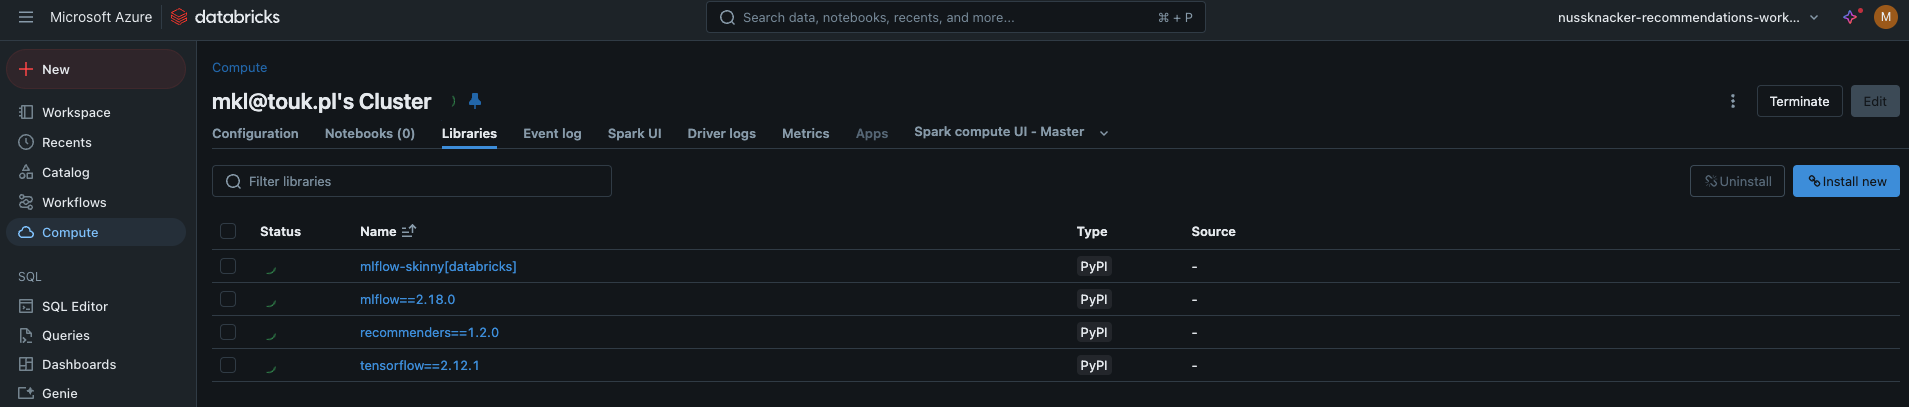 Microsoft Azure databricks Search data, notebooks, recents, and more... ⌘ + P nussknacker-recommendations-work... M
New
Workspace
Recents
Catalog
Workflows
Compute
SQL
SQL Editor
Queries
Dashboards
Genie
Compute
mkl@touk.pl's Cluster Terminate Edit
Configuration Notebooks (0) Libraries Event log Spark UI Driver logs Metrics Apps Spark compute UI - Master
Filter libraries Uninstall Install new
Status Name Type Source
mlflow-skinny[databricks] PyPI -
mlflow==2.18.0 PyPI -
recommenders==1.2.0 PyPI -
tensorflow==2.12.1 PyPI -